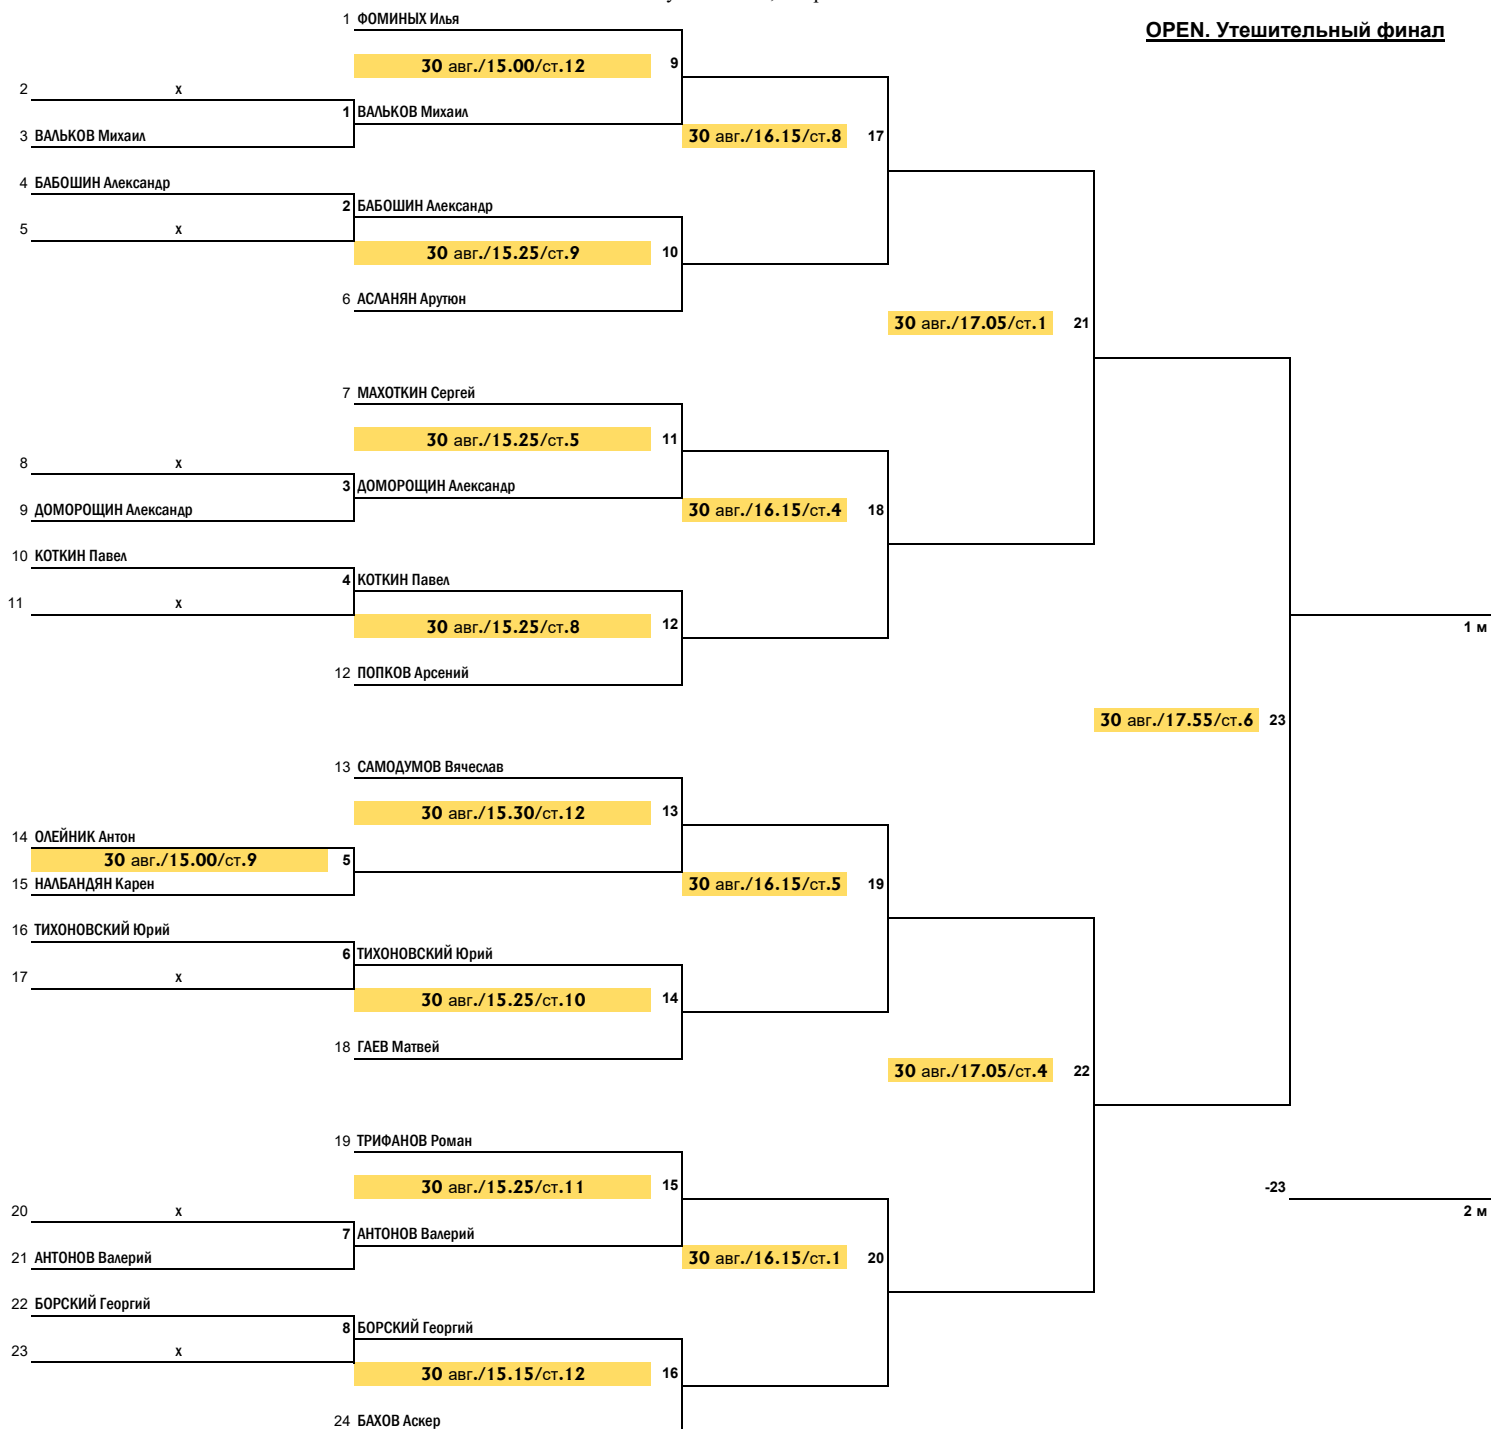 1 ФОМИНЫХ Илья
OPEN. Утешительный финал
30 авг./15.00/ст.12 9
2 x
1 ВАЛЬКОВ Михаил
3 ВАЛЬКОВ Михаил
30 авг./16.15/ст.8 17
4 БАБОШИН Александр
2 БАБОШИН Александр
5 x
30 авг./15.25/ст.9 10
6 АСЛАНЯН Арутюн
30 авг./17.05/ст.1 21
7 МАХОТКИН Сергей
30 авг./15.25/ст.5 11
8 x
3 ДОМОРОЩИН Александр
9 ДОМОРОЩИН Александр
30 авг./16.15/ст.4 18
10 КОТКИН Павел
4 КОТКИН Павел
11 x
30 авг./15.25/ст.8 12
1 м
12 ПОПКОВ Арсений
30 авг./17.55/ст.6 23
13 САМОДУМОВ Вячеслав
30 авг./15.30/ст.12 13
14 ОЛЕЙНИК Антон
30 авг./15.00/ст.9 5
15 НАЛБАНДЯН Карен
30 авг./16.15/ст.5 19
16 ТИХОНОВСКИЙ Юрий
6 ТИХОНОВСКИЙ Юрий
17 x
30 авг./15.25/ст.10 14
18 ГАЕВ Матвей
30 авг./17.05/ст.4 22
19 ТРИФАНОВ Роман
30 авг./15.25/ст.11 15
-23
20 x
2 м
7 АНТОНОВ Валерий
21 АНТОНОВ Валерий
30 авг./16.15/ст.1 20
22 БОРСКИЙ Георгий
8 БОРСКИЙ Георгий
23 x
30 авг./15.15/ст.12 16
24 БАХОВ Аскер